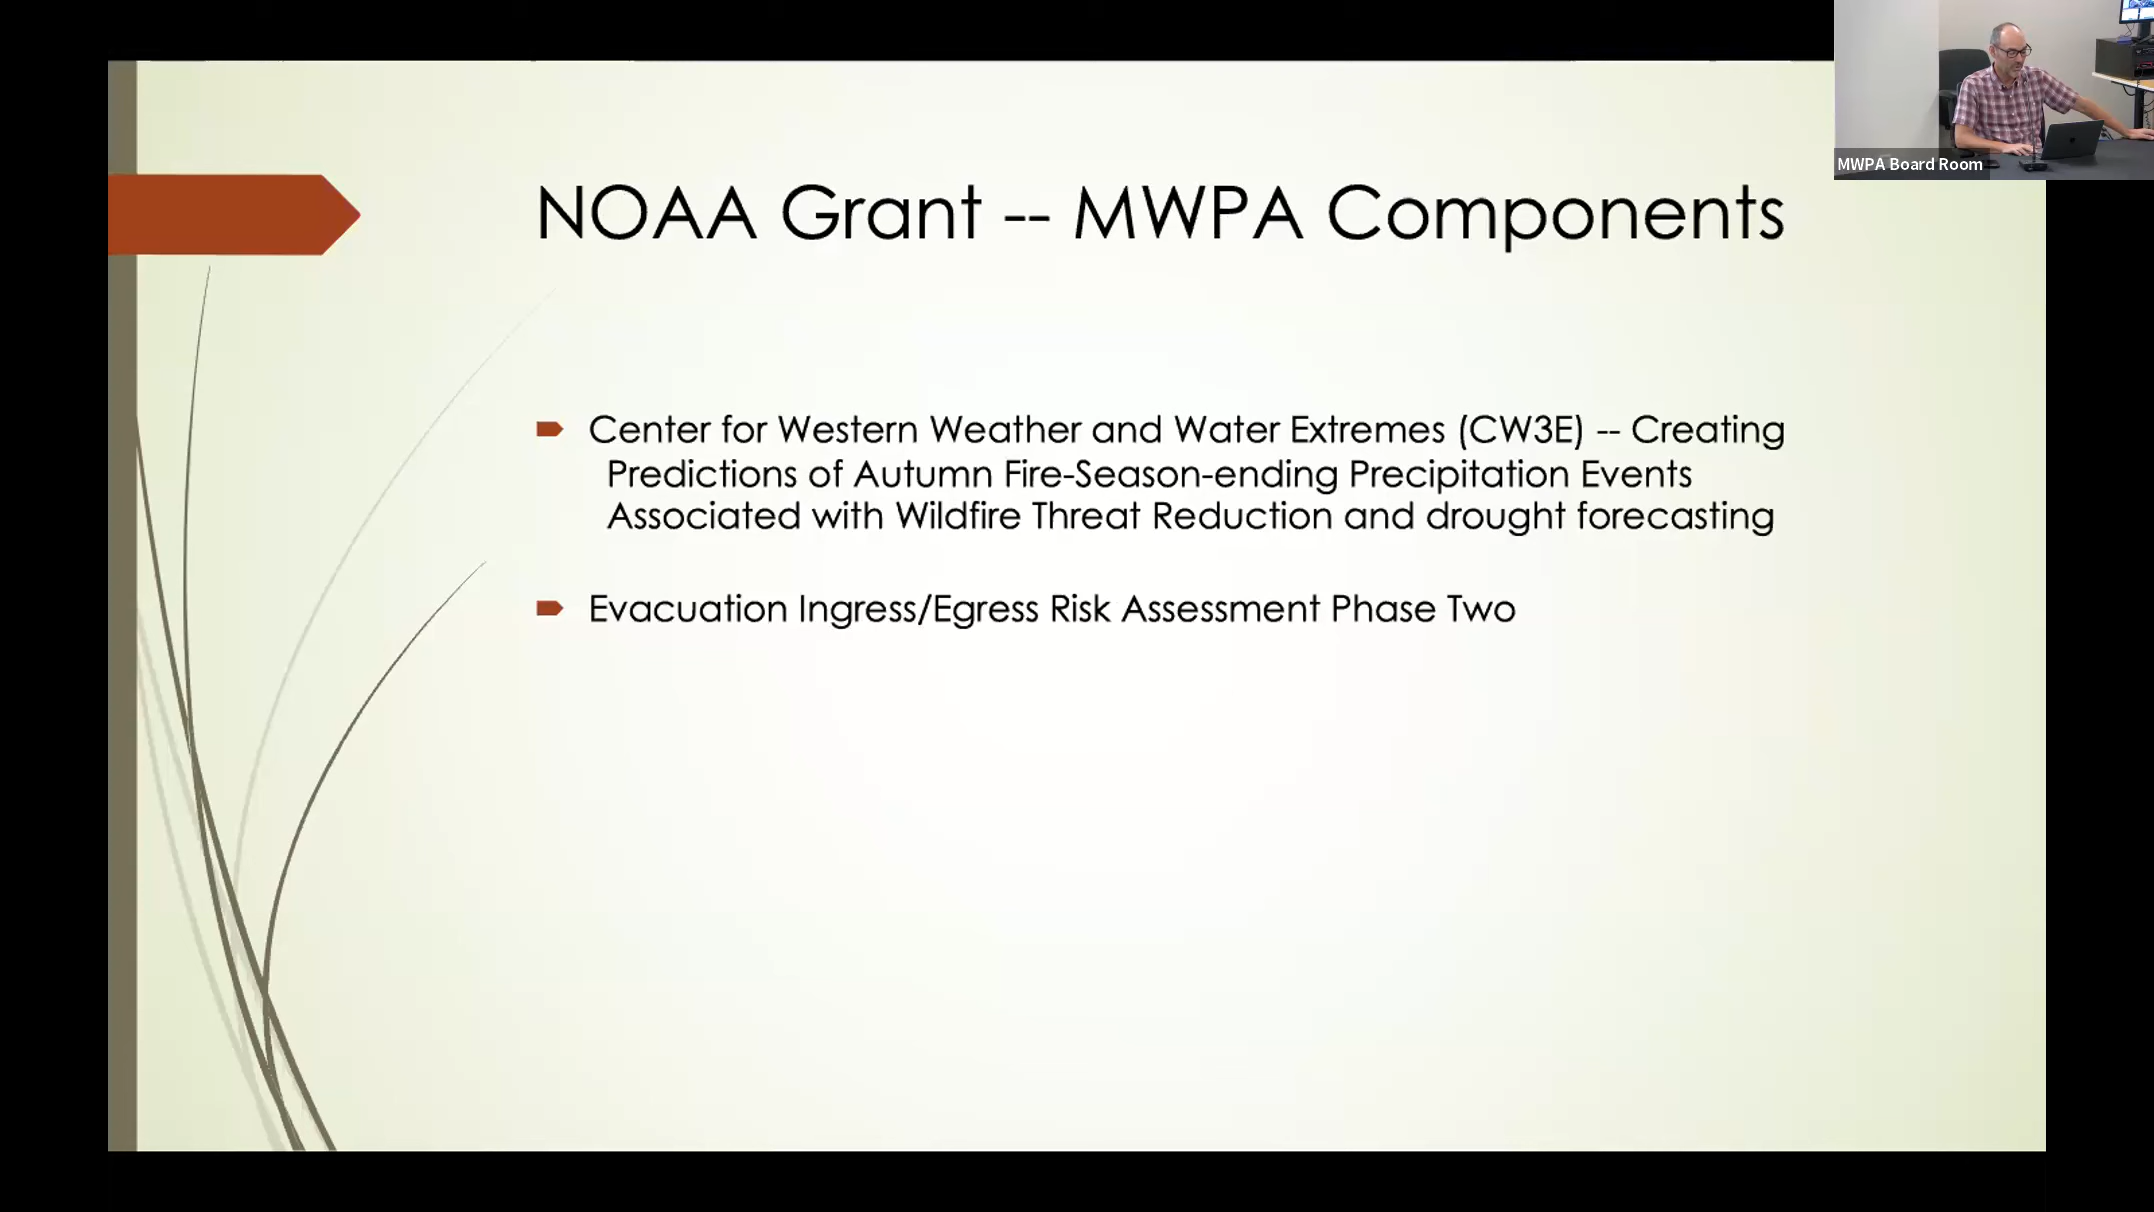 MWPA Board Room
NOAA Grant -- MWPA Components
Center for Western Weather and Water Extremes (CW3E) -- Creating
Predictions of Autumn Fire-Season-ending Precipitation Events
Associated with Wildfire Threat Reduction and drought forecasting
Evacuation Ingress/Egress Risk Assessment Phase Two